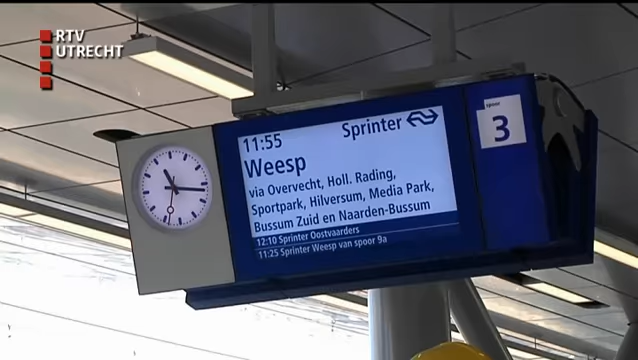 RTV
UTRECHT
11:55 Sprinter
Weesp
via Overvecht, Holl. Rading,
Sportpark, Hilversum, Media Park,
Bussum Zuid en Naarden-Bussum
12:10 Sprinter Oostvaarders
11:25 Sprinter Weesp van spoor 9a
spoor
3